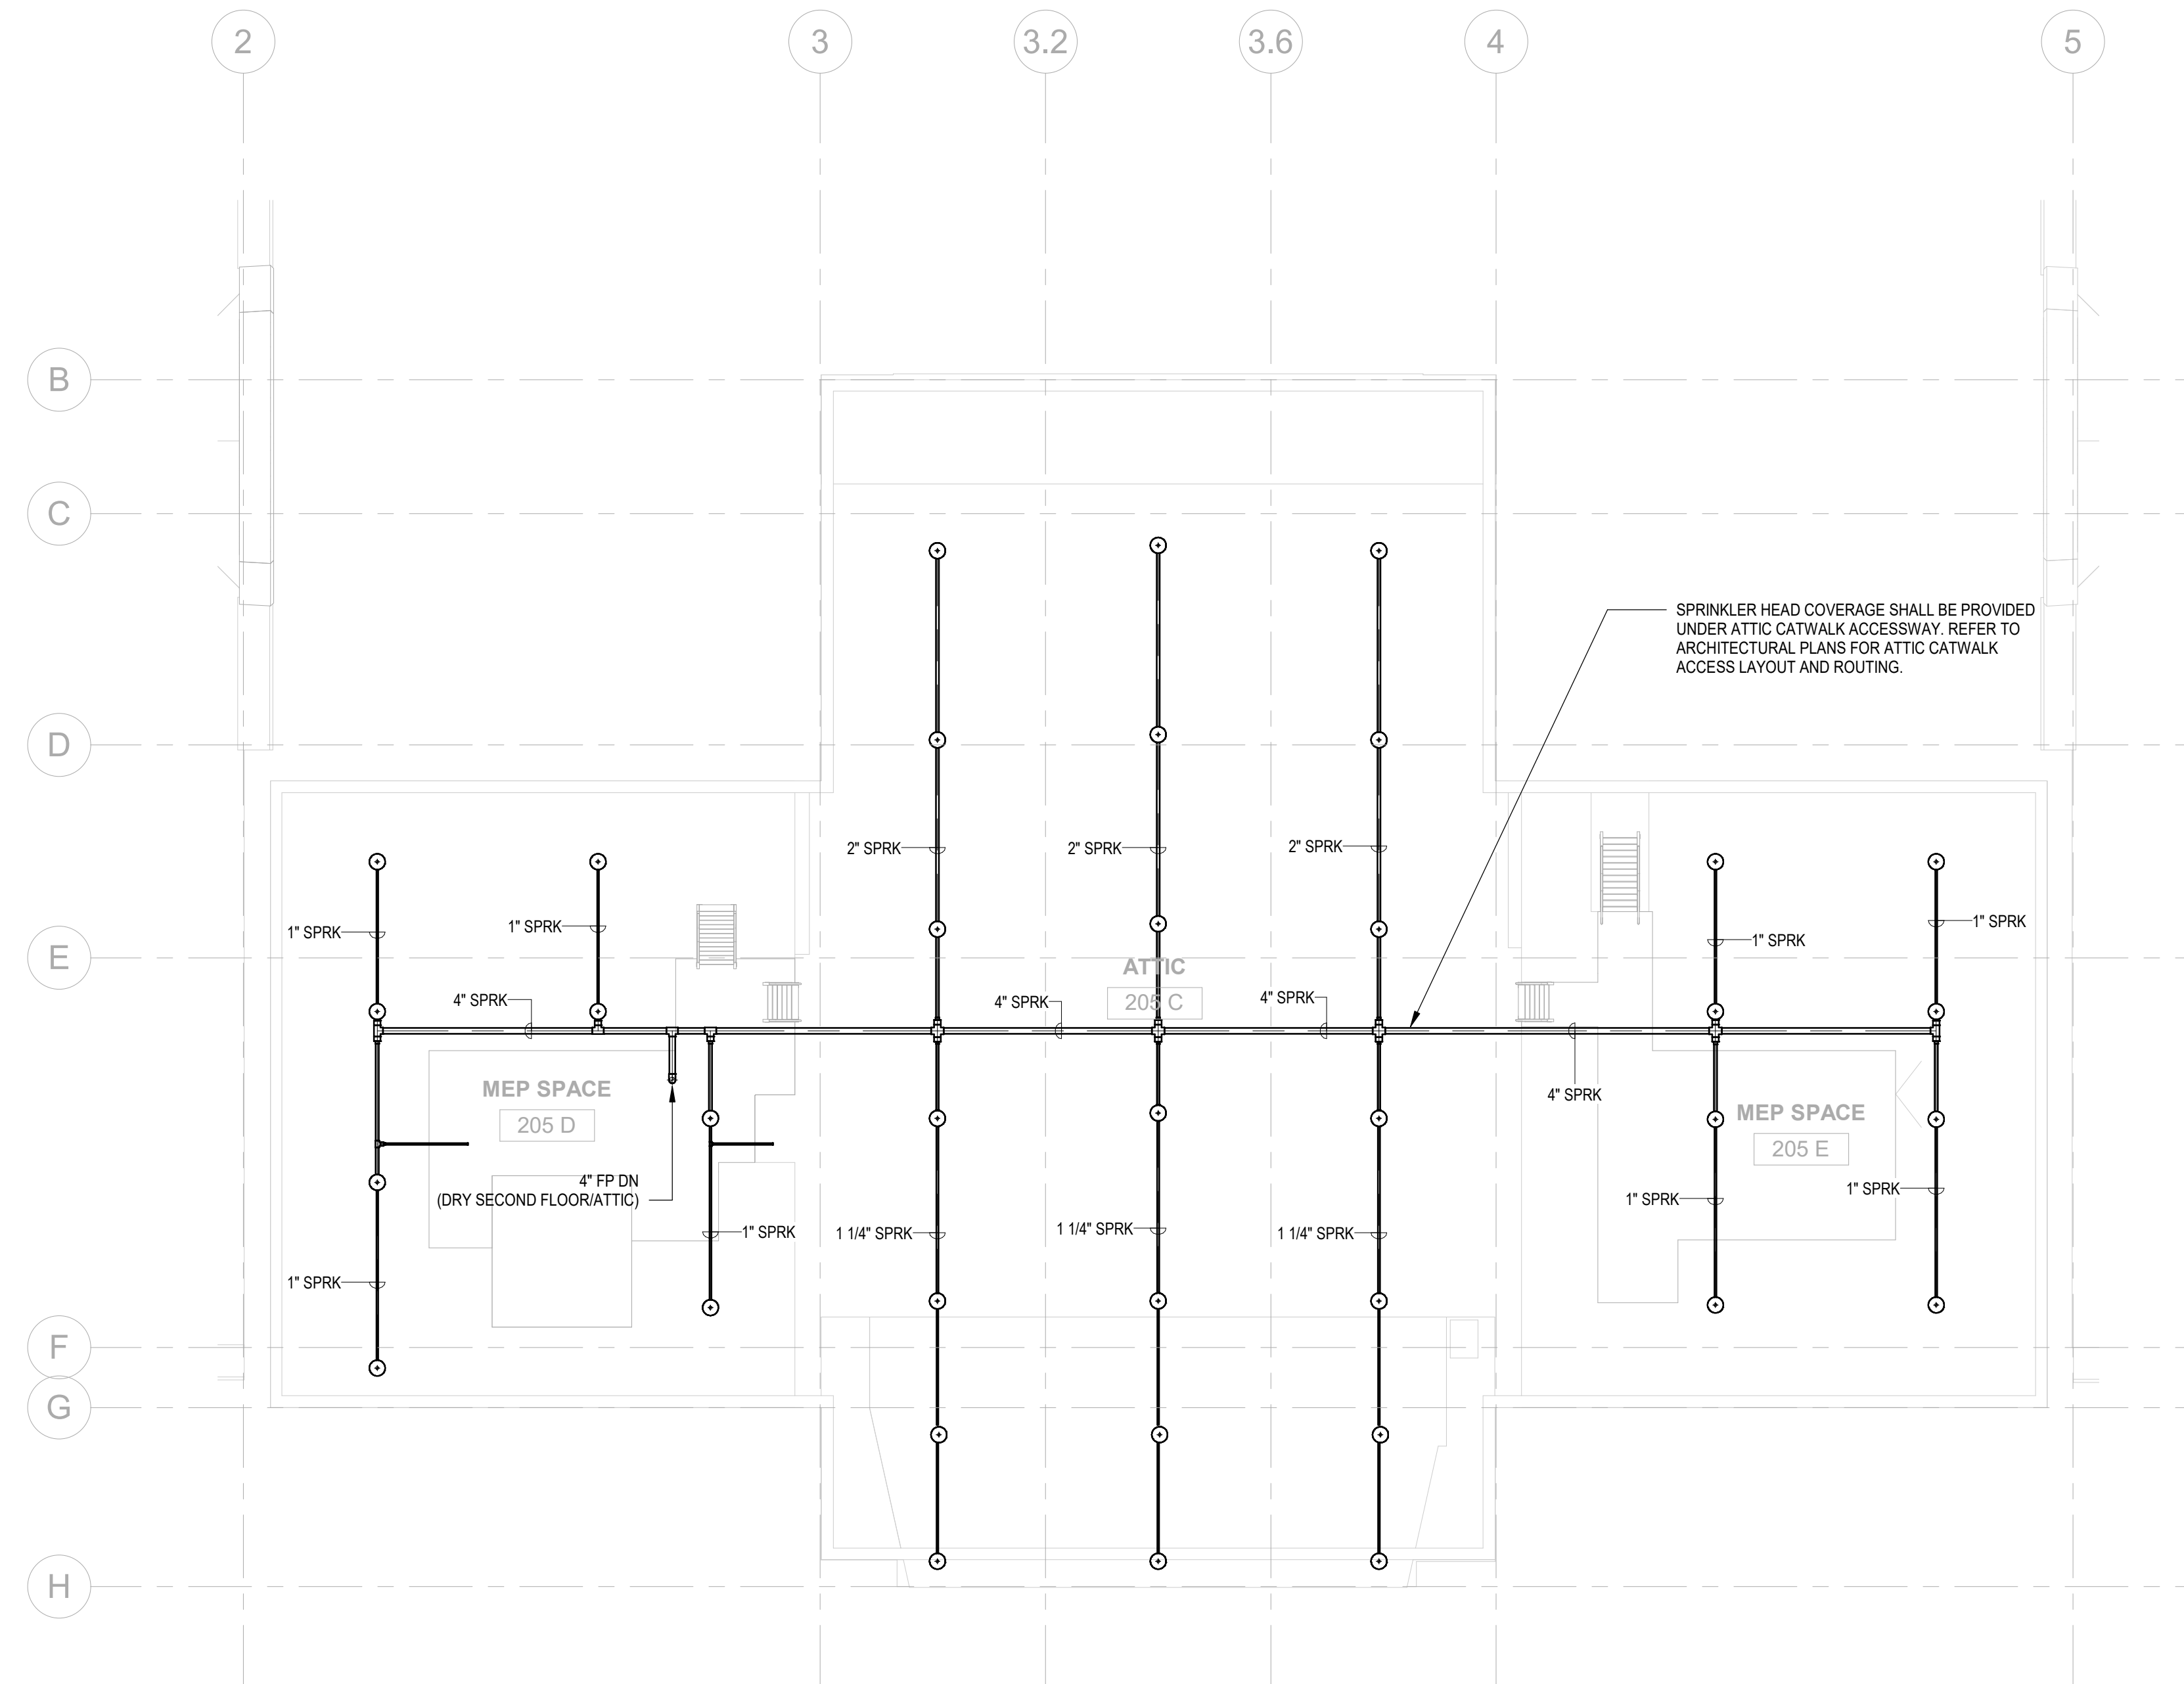 2
3
3.2
3.6
4
5
B
C
SPRINKLER HEAD COVERAGE SHALL BE PROVIDED
UNDER ATTIC CATWALK ACCESSWAY. REFER TO
ARCHITECTURAL PLANS FOR ATTIC CATWALK
ACCESS LAYOUT AND ROUTING.
D
2" SPRK
2" SPRK
2" SPRK
1" SPRK
1" SPRK
1" SPRK
1" SPRK
E
ATTIC
205 C
4" SPRK
4" SPRK
4" SPRK
4" SPRK
MEP SPACE
205 D
MEP SPACE
205 E
4" FP DN
(DRY SECOND FLOOR/ATTIC)
1" SPRK
1" SPRK
1" SPRK
1 1/4" SPRK
1 1/4" SPRK
1 1/4" SPRK
1" SPRK
F
G
H